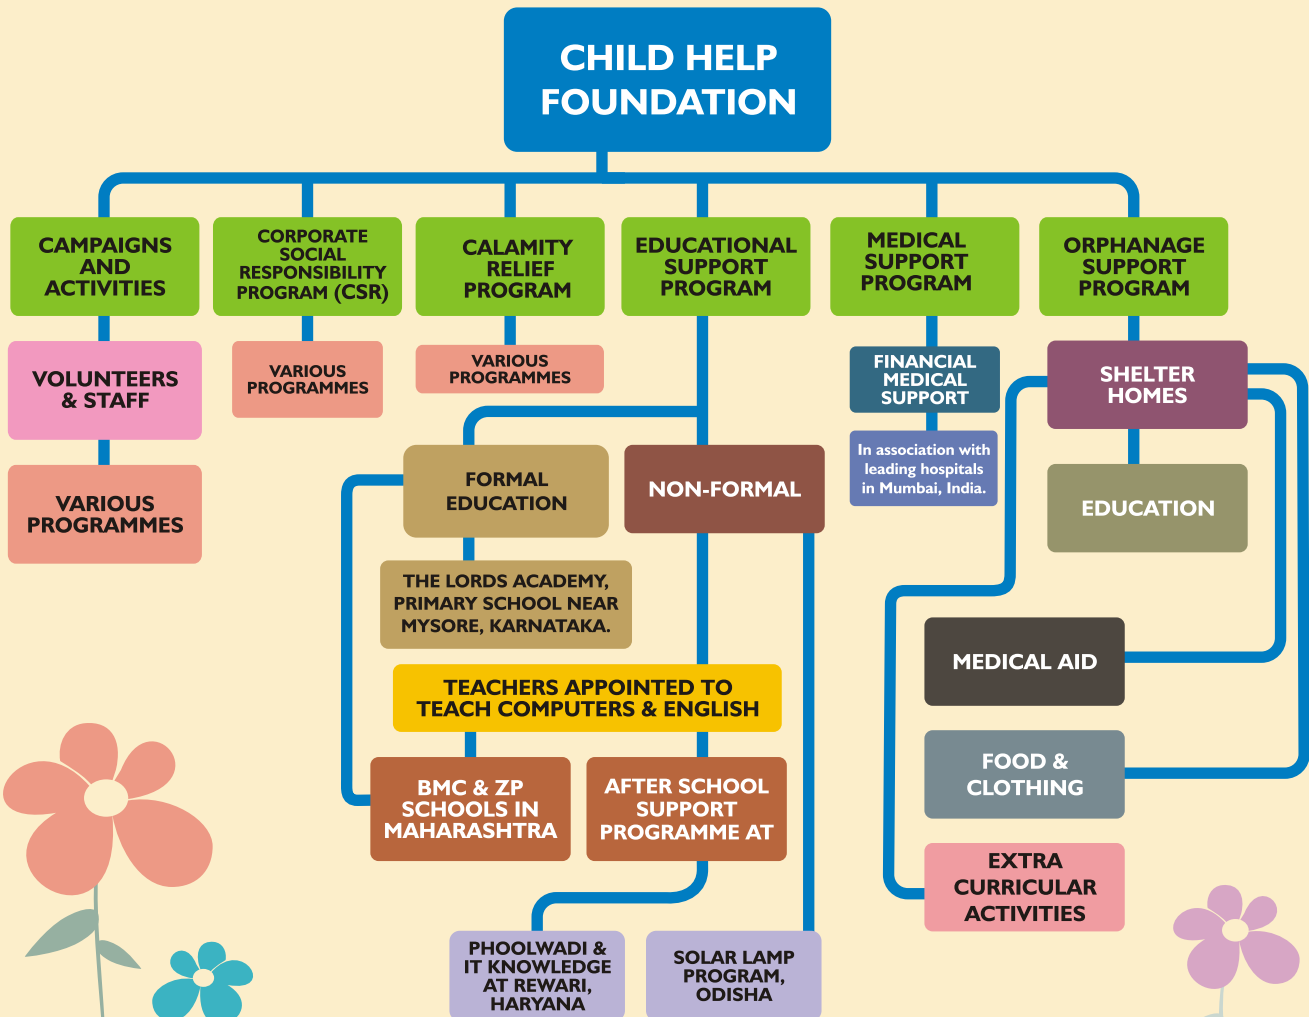 CHILD HELP
FOUNDATION
CAMPAIGNS
AND
ACTIVITIES
CORPORATE
SOCIAL
RESPONSIBILITY
PROGRAM (CSR)
CALAMITY
RELIEF
PROGRAM
EDUCATIONAL
SUPPORT
PROGRAM
MEDICAL
SUPPORT
PROGRAM
ORPHANAGE
SUPPORT
PROGRAM
VOLUNTEERS
& STAFF
VARIOUS
PROGRAMMES
VARIOUS
PROGRAMMES
FINANCIAL
MEDICAL
SUPPORT
SHELTER
HOMES
VARIOUS
PROGRAMMES
FORMAL
EDUCATION
NON-FORMAL
In association with
leading hospitals
in Mumbai, India.
EDUCATION
THE LORDS ACADEMY,
PRIMARY SCHOOL NEAR
MYSORE, KARNATAKA.
MEDICAL AID
TEACHERS APPOINTED TO
TEACH COMPUTERS & ENGLISH
BMC & ZP
SCHOOLS IN
MAHARASHTRA
AFTER SCHOOL
SUPPORT
PROGRAMME AT
FOOD &
CLOTHING
EXTRA
CURRICULAR
ACTIVITIES
PHOOLWADI &
IT KNOWLEDGE
AT REWARI,
HARYANA
SOLAR LAMP
PROGRAM,
ODISHA